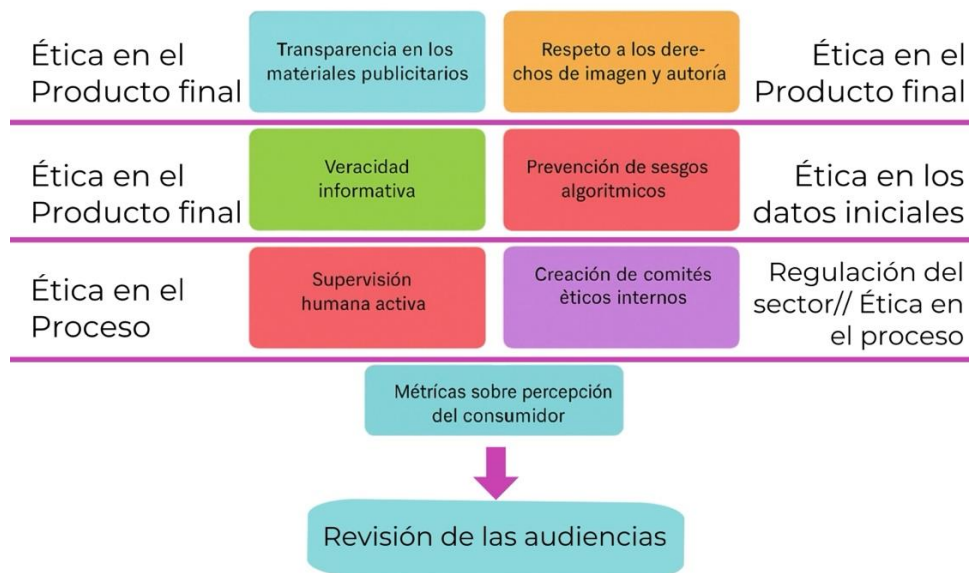 Ética en el
Producto final
Transparencia en los
materiales publicitarios
Respeto a los dere-
chos de imagen y autoría
Ética en el
Producto final
Ética en el
Producto final
Veracidad
informativa
Prevención de sesgos
algoritmicos
Ética en los
datos iniciales
Ética en el
Proceso
Supervisión
humana activa
Creación de comités
èticos internos
Regulación del
sector// Ética en
el proceso
Métrícas sobre percepción
del consumidor
Revisión de las audiencias